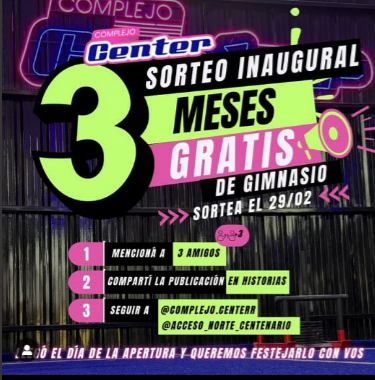 COMPLEJO
COMPLEJO
Center
SORTEO INAUGURAL
3 MESES
GRATIS
DE GIMNASIO
SORTEA EL 29/02
1 MENCIONÁ A 3 AMIGOS
2 COMPARTÍ LA PUBLICACIÓN EN HISTORIAS
3 SEGUIR A @COMPLEJO.CENTERR
@ACCESO_NORTE_CENTENARIO
EL DÍA DE LA APERTURA Y QUEREMOS FESTEJARLO CON VOS